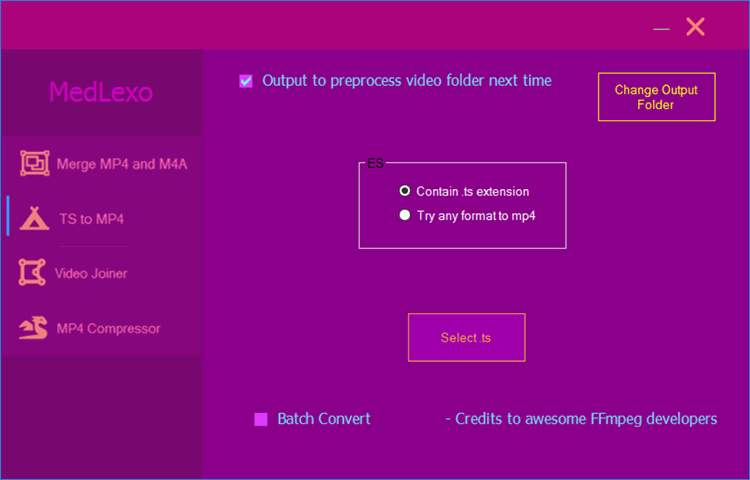 MedLexo
Merge MP4 and M4A
TS to MP4
Video Joiner
MP4 Compressor
Output to preprocess video folder next time
Change Output
Folder
ES
Contain .ts extension
Try any format to mp4
Select .ts
Batch Convert
- Credits to awesome FFmpeg developers